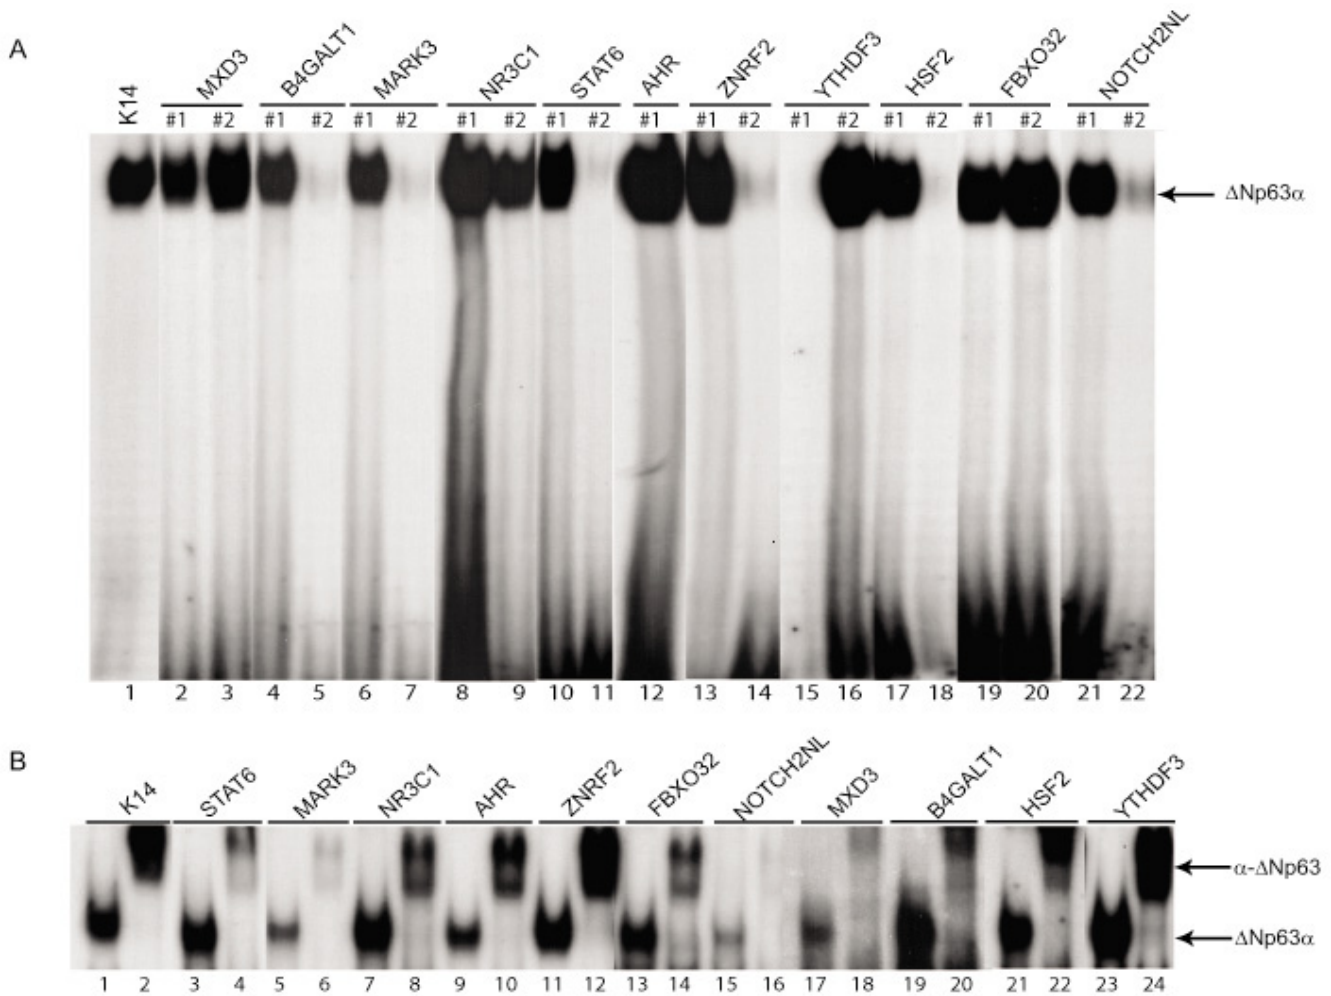 A
K14 MXD3 B4GALT1 MARK3 NR3C1 STAT6 AHR ZNRF2 YTHDF3 HSF2 FBXO32 NOTCH2NL
#1 #2 #1 #2 #1 #2 #1 #2 #1 #2 #1 #1 #2 #1 #2 #1 #2 #1 #2 #1 #2
ΔNp63α
1 2 3 4 5 6 7 8 9 10 11 12 13 14 15 16 17 18 19 20 21 22
B
K14 STAT6 MARK3 NR3C1 AHR ZNRF2 FBXO32 NOTCH2NL MXD3 B4GALT1 HSF2 YTHDF3
α-ΔNp63
ΔNp63α
1 2 3 4 5 6 7 8 9 10 11 12 13 14 15 16 17 18 19 20 21 22 23 24